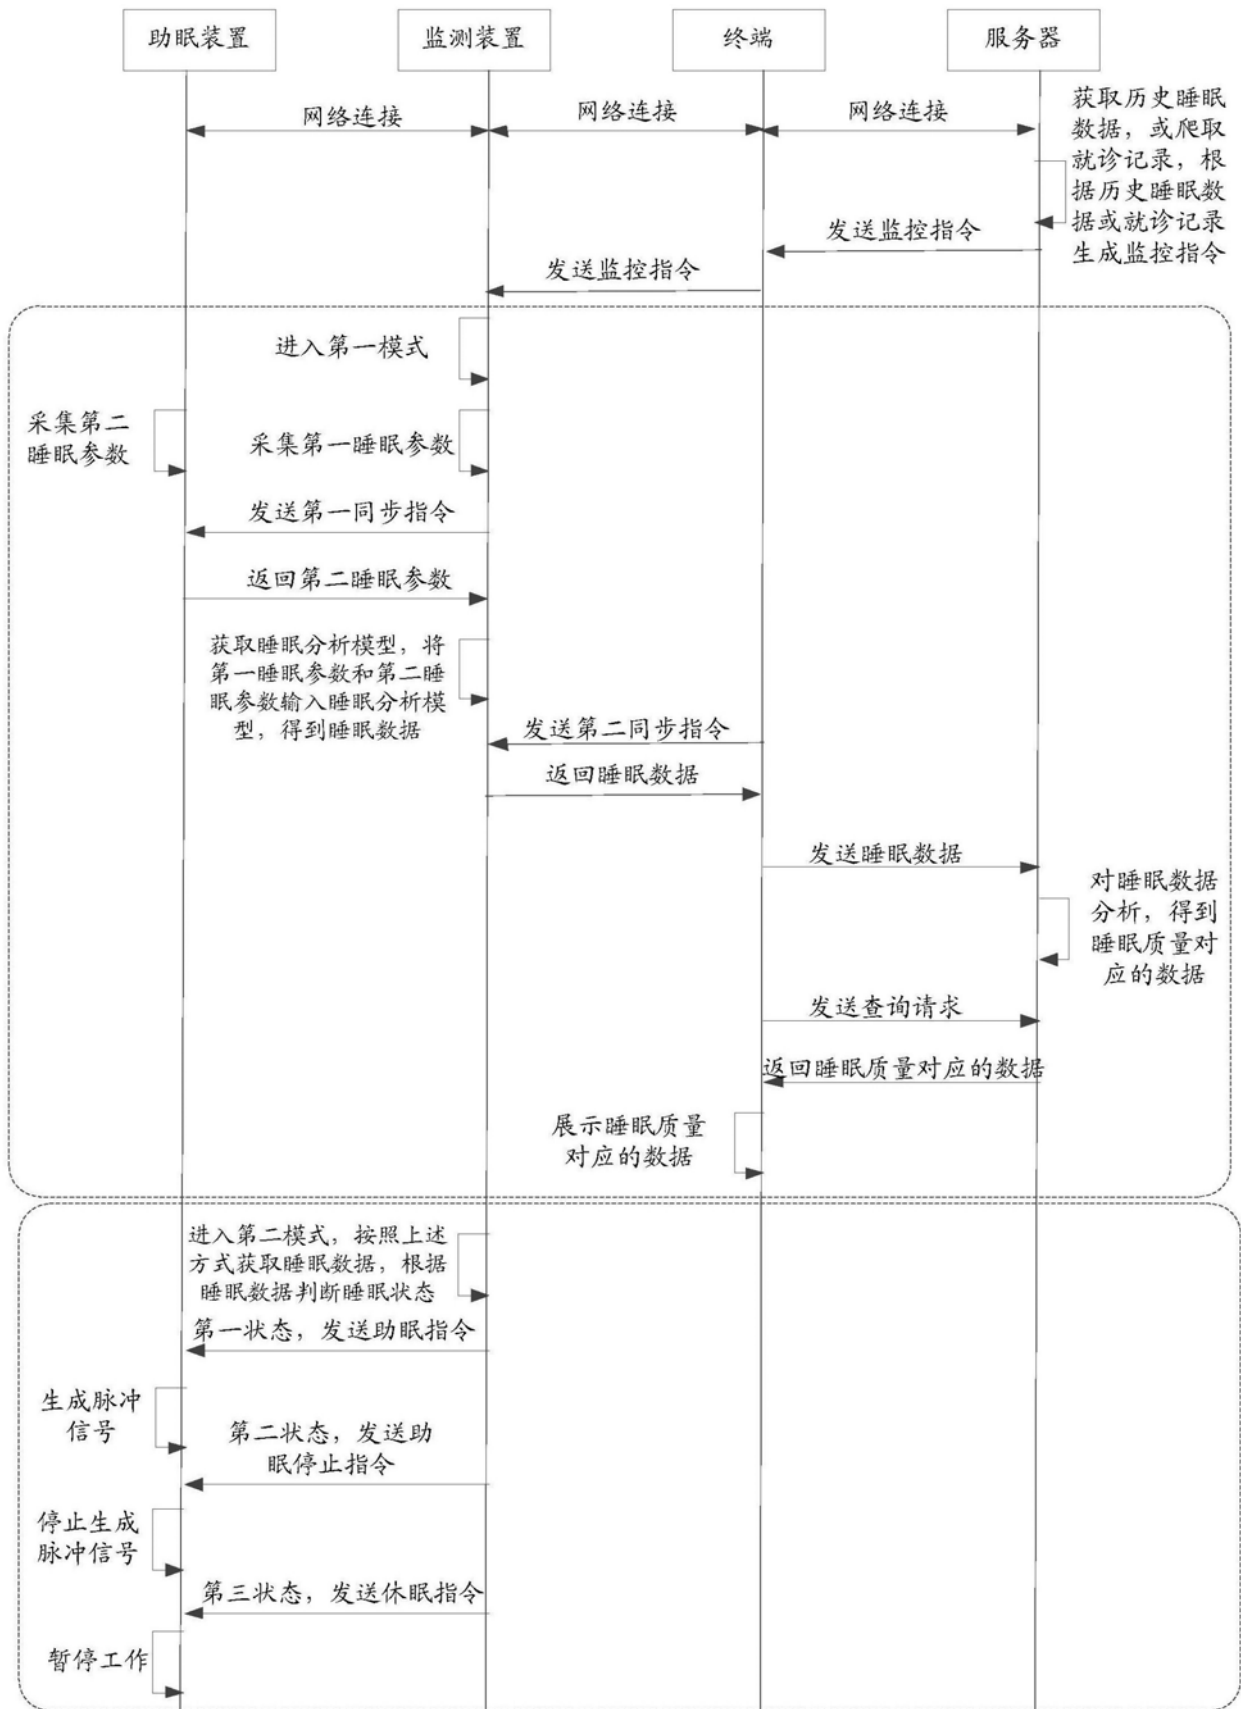 助眠装置
监测装置
终端
服务器
网络连接
网络连接
网络连接
获取历史睡眠
数据，或爬取
就诊记录，根
据历史睡眠数
据或就诊记录
生成监控指令
发送监控指令
发送监控指令
进入第一模式
采集第二
睡眠参数
采集第一睡眠参数
发送第一同步指令
返回第二睡眠参数
获取睡眠分析模型，将
第一睡眠参数和第二睡
眠参数输入睡眠分析模
型，得到睡眠数据
发送第二同步指令
返回睡眠数据
发送睡眠数据
对睡眠数据
分析，得到
睡眠质量对
应的数据
发送查询请求
返回睡眠质量对应的数据
展示睡眠质量
对应的数据
进入第二模式，按照上述
方式获取睡眠数据，根据
睡眠数据判断睡眠状态
第一状态，发送助眠指令
生成脉冲
信号
第二状态，发送助
眠停止指令
停止生成
脉冲信号
第三状态，发送休眠指令
暂停工作